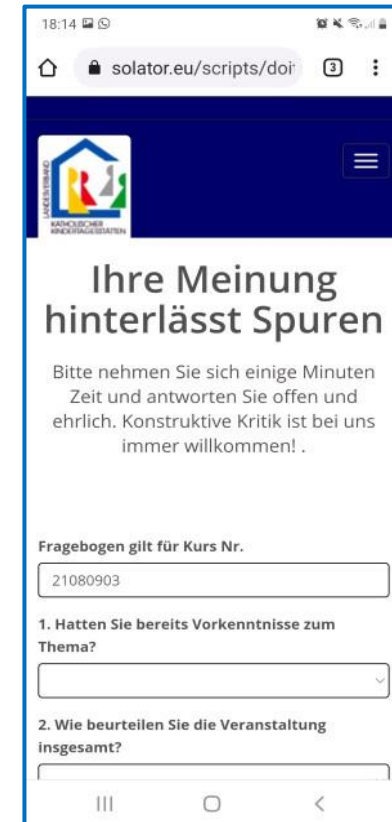 18:14
solator.eu/scripts/doi
3
LANDESVERBAND
KATHOLISCHER
KINDERTAGESSTÄTTEN
Ihre Meinung
hinterlässt Spuren
Bitte nehmen Sie sich einige Minuten
Zeit und antworten Sie offen und
ehrlich. Konstruktive Kritik ist bei uns
immer willkommen! .
Fragebogen gilt für Kurs Nr.
21080903
1. Hatten Sie bereits Vorkenntnisse zum
Thema?
2. Wie beurteilen Sie die Veranstaltung
insgesamt?